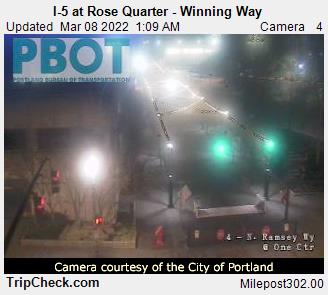 I-5 at Rose Quarter - Winning Way
Updated Mar 08 2022 1:09 AM Camera 4
PBOT
PORTLAND BUREAU OF TRANSPORTATION
4 - N. Ramsey Wy
@ One Ctr
Camera courtesy of the City of Portland
TripCheck.com Milepost302.00